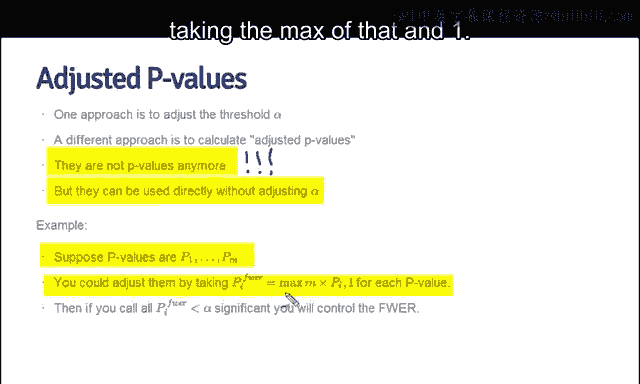 taking the max of that and 1.
Adjusted P-values
· One approach is to adjust the threshold α
· A different approach is to calculate "adjusted p-values"
· They are not p-values anymore !!!
· But they can be used directly without adjusting α
Example:
· Suppose P-values are P₁, …, Pₘ
· You could adjust them by taking Pᵢᶠʷᵉʳ = max m × Pᵢ, 1 for each P-value.
· Then if you call all Pᵢᶠʷᵉʳ < α significant you will control the FWER.